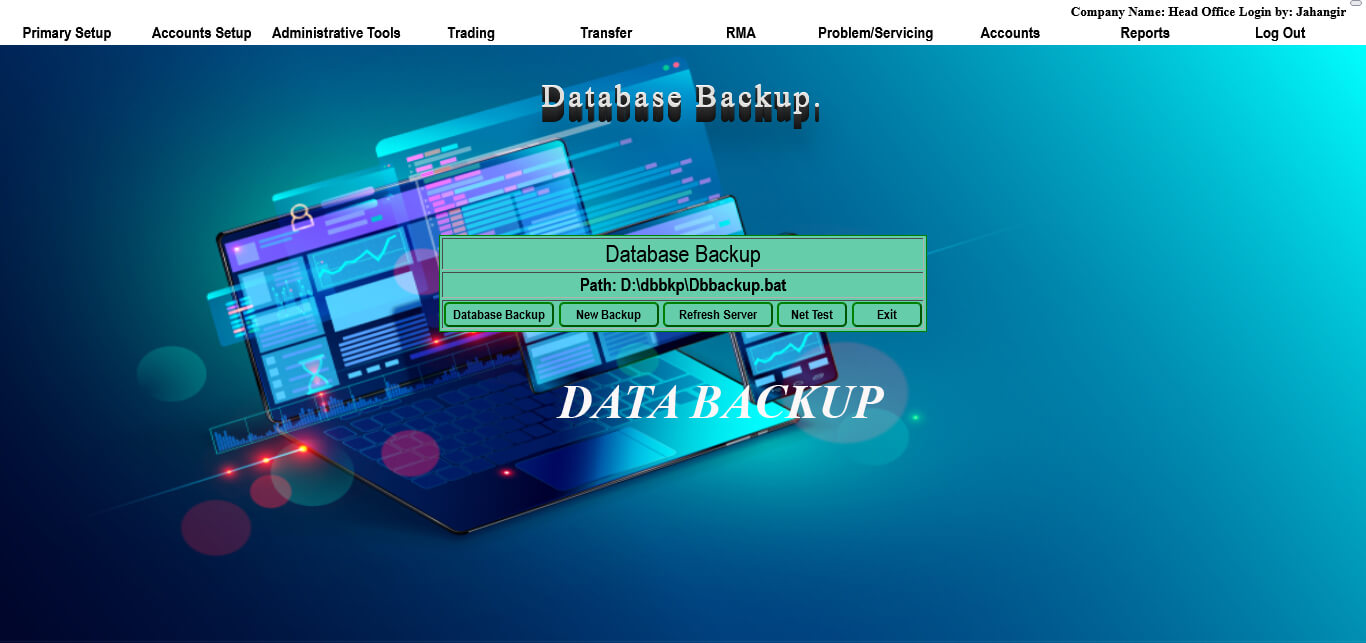 Company Name: Head Office Login by: Jahangir
Primary Setup Accounts Setup Administrative Tools Trading Transfer RMA Problem/Servicing Accounts Reports Log Out
Database Backup.
Database Backup
Path: D:\dbbkp\Dbbackup.bat
Database Backup New Backup Refresh Server Net Test Exit
DATA BACKUP